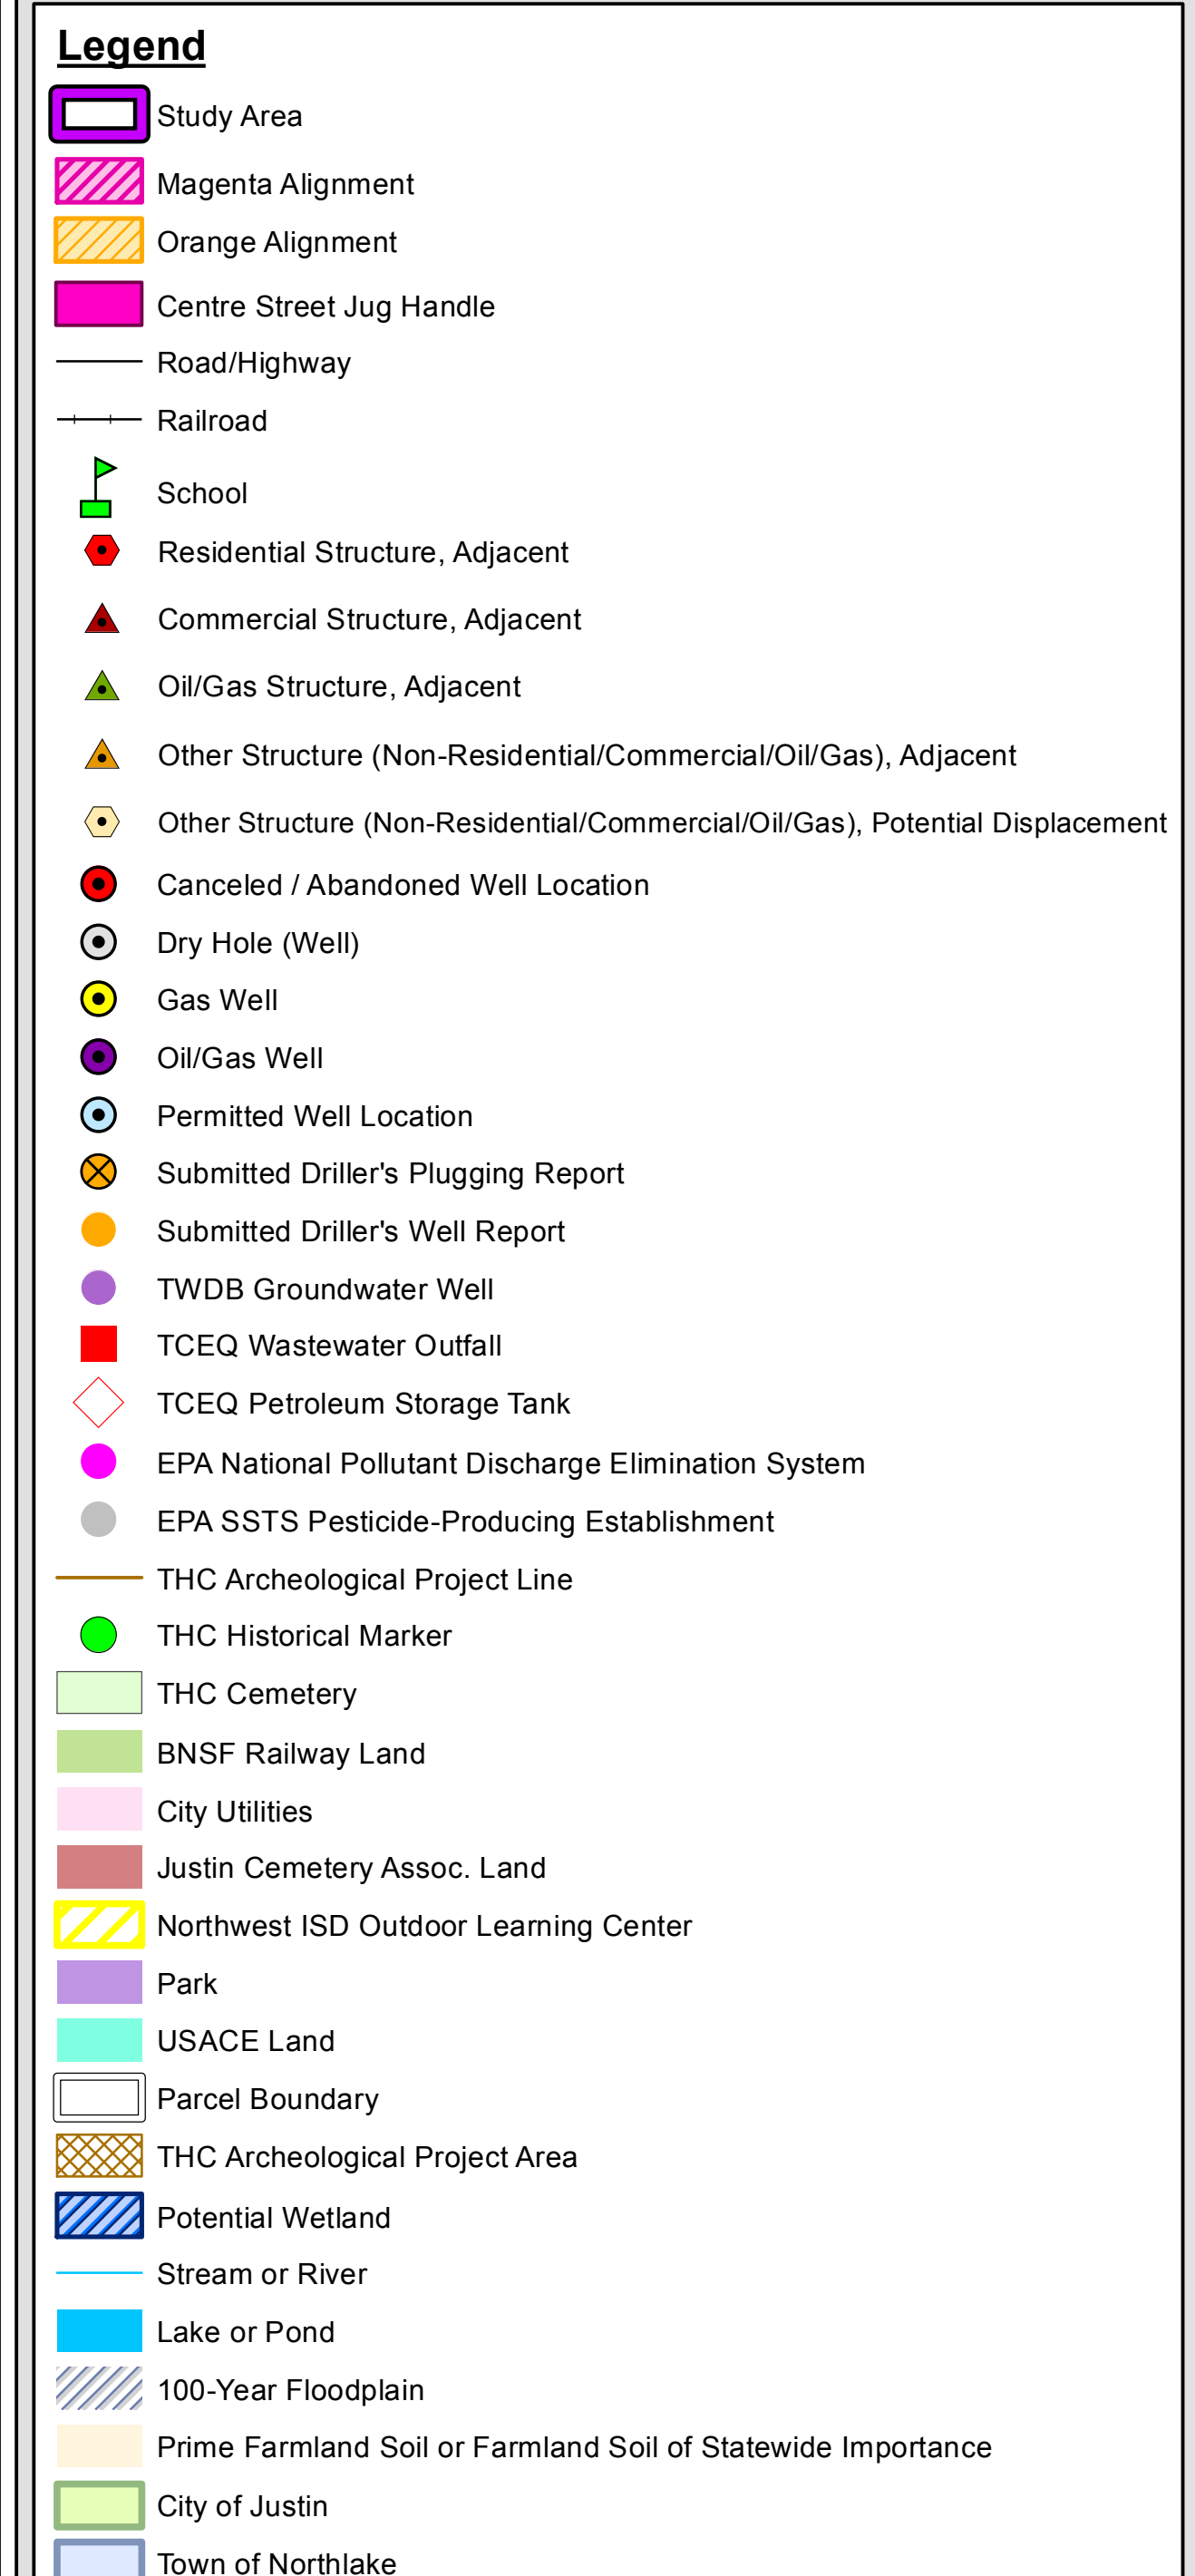 Legend
Study Area
Magenta Alignment
Orange Alignment
Centre Street Jug Handle
Road/Highway
Railroad
School
Residential Structure, Adjacent
Commercial Structure, Adjacent
Oil/Gas Structure, Adjacent
Other Structure (Non-Residential/Commercial/Oil/Gas), Adjacent
Other Structure (Non-Residential/Commercial/Oil/Gas), Potential Displacement
Canceled / Abandoned Well Location
Dry Hole (Well)
Gas Well
Oil/Gas Well
Permitted Well Location
Submitted Driller's Plugging Report
Submitted Driller's Well Report
TWDB Groundwater Well
TCEQ Wastewater Outfall
TCEQ Petroleum Storage Tank
EPA National Pollutant Discharge Elimination System
EPA SSTS Pesticide-Producing Establishment
THC Archeological Project Line
THC Historical Marker
THC Cemetery
BNSF Railway Land
City Utilities
Justin Cemetery Assoc. Land
Northwest ISD Outdoor Learning Center
Park
USACE Land
Parcel Boundary
THC Archeological Project Area
Potential Wetland
Stream or River
Lake or Pond
100-Year Floodplain
Prime Farmland Soil or Farmland Soil of Statewide Importance
City of Justin
Town of Northlake